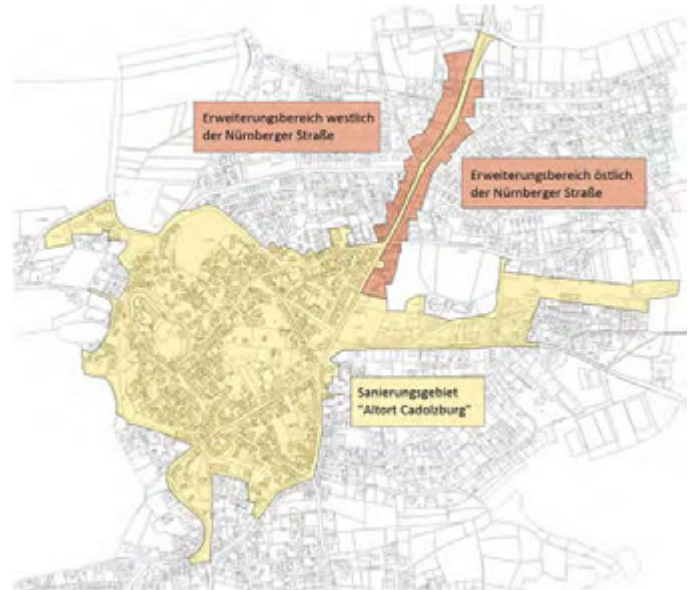 Erweiterungsbereich westlich
der Nürnberger Straße
Erweiterungsbereich östlich
der Nürnberger Straße
Sanierungsgebiet
"Altort Cadolzburg"